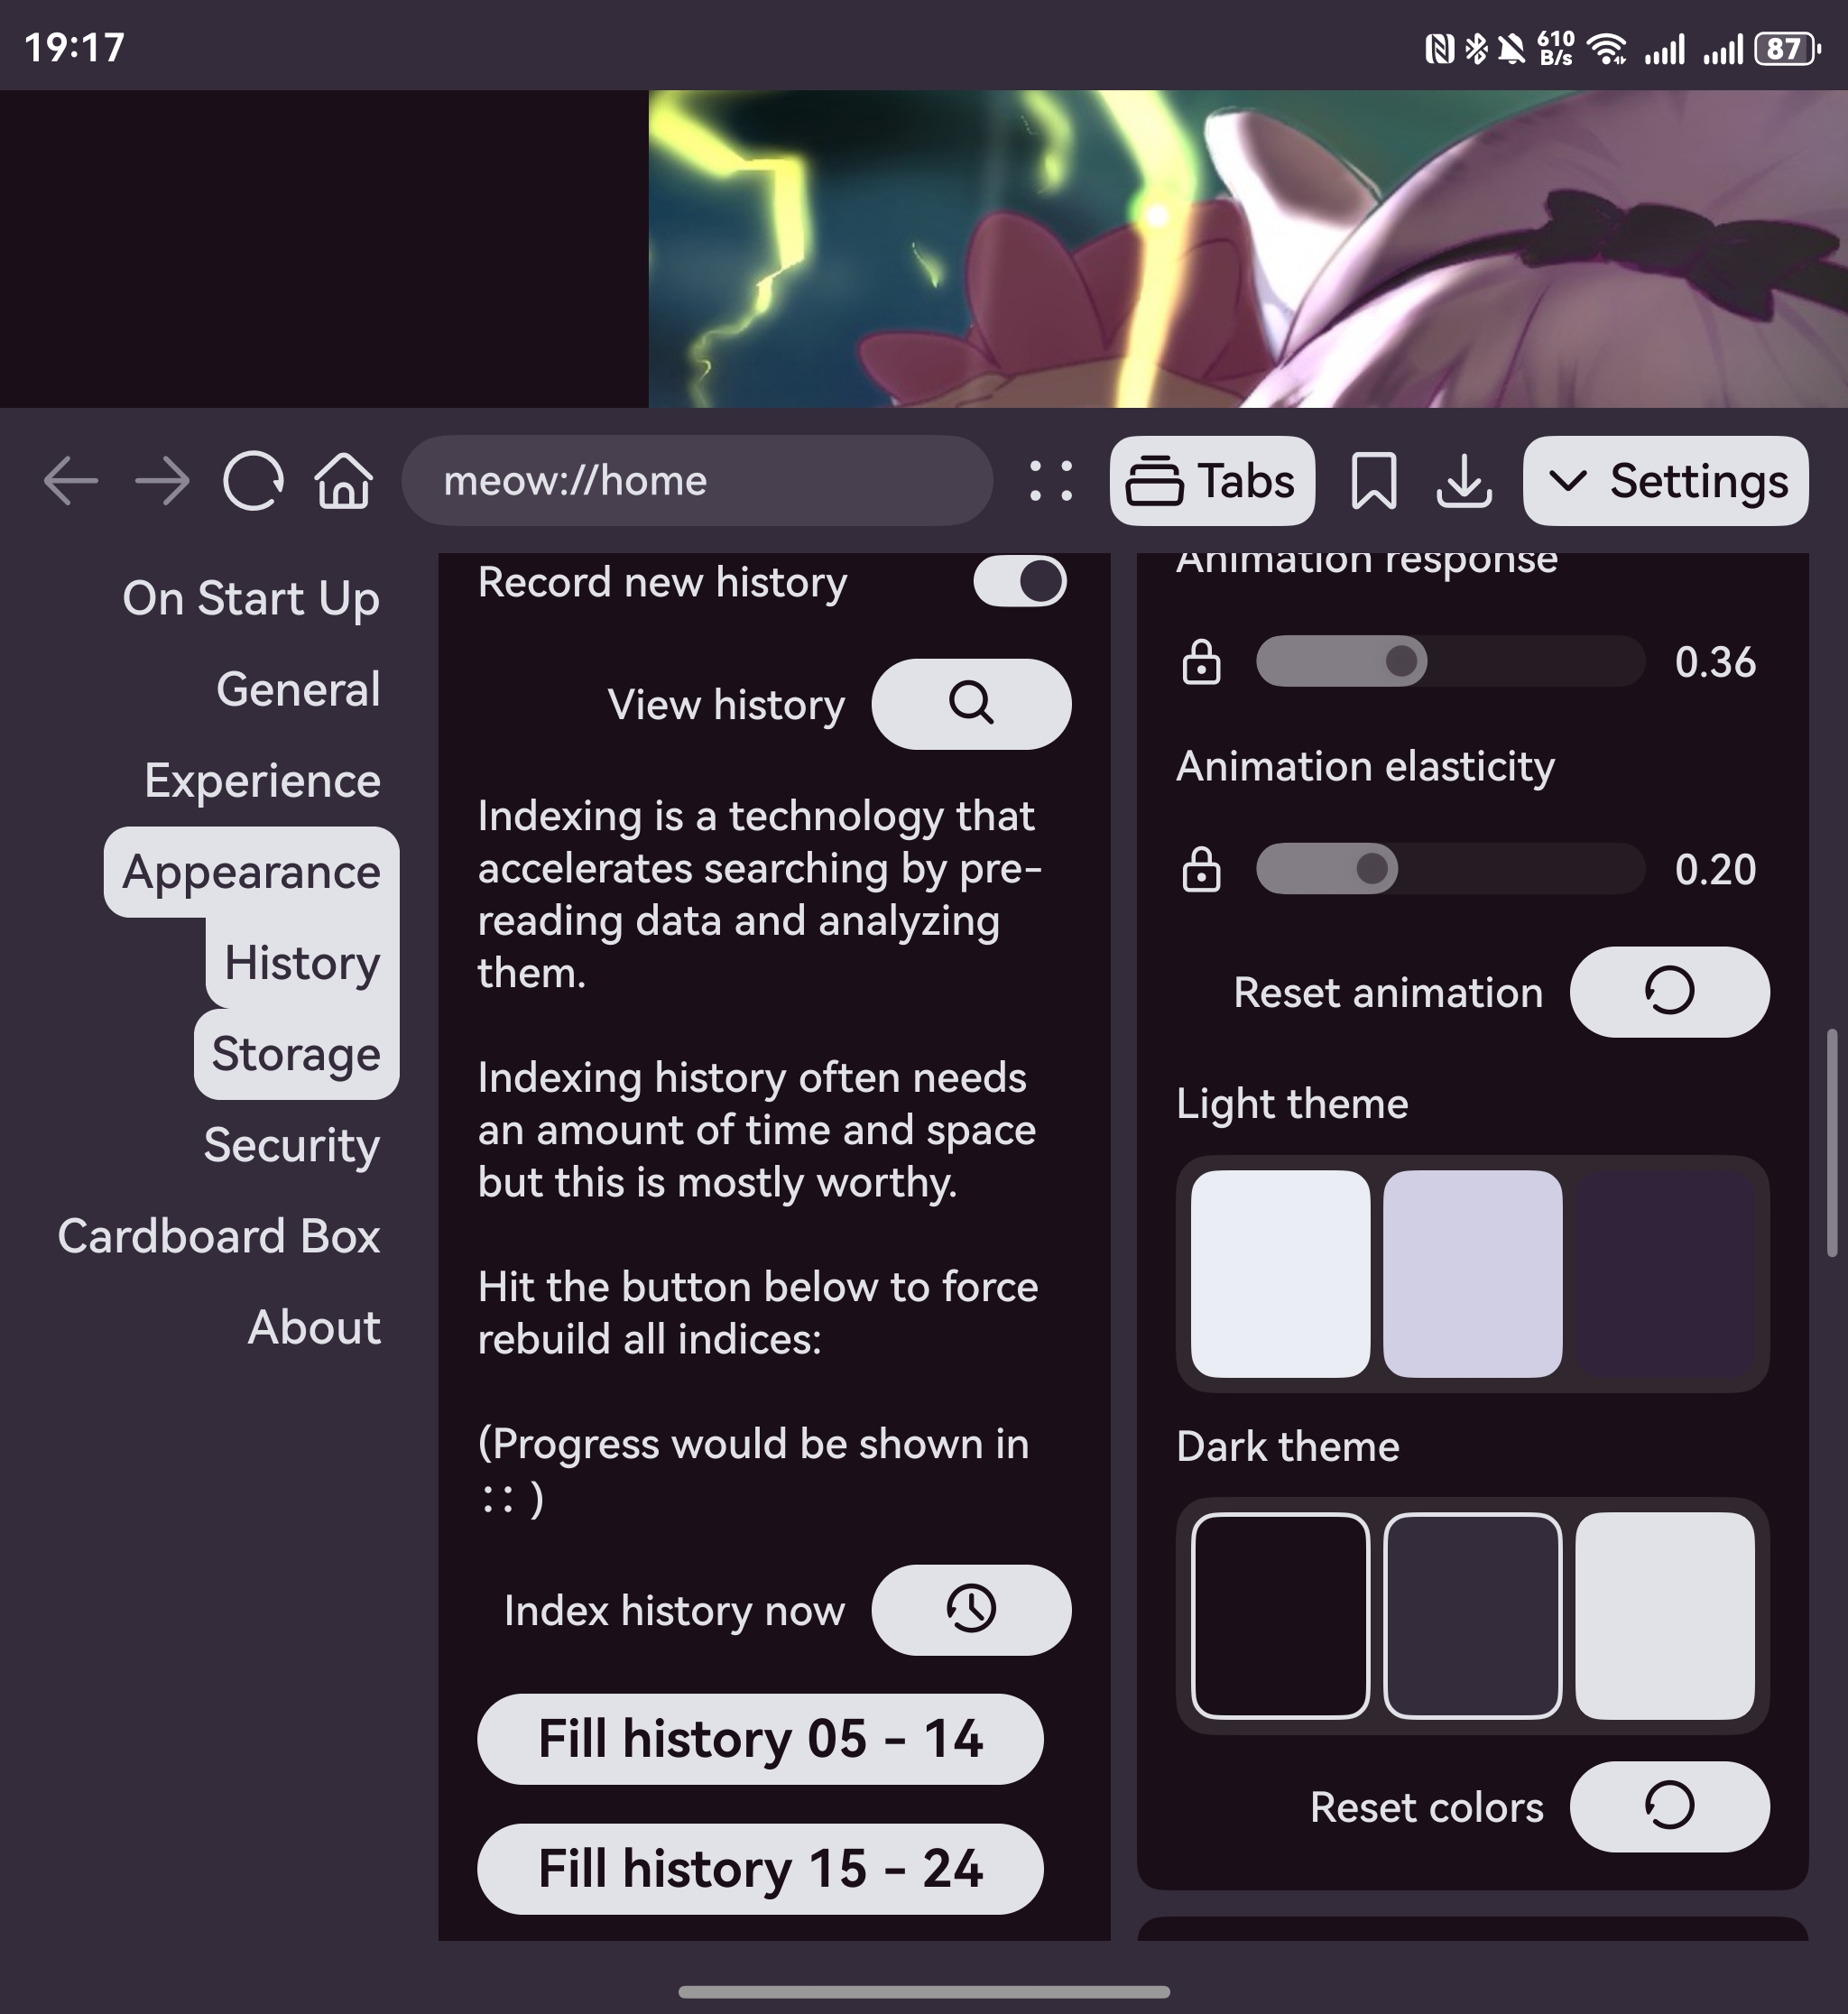 19:17
610
B/s
87
meow://home
Tabs
Settings
On Start Up
General
Experience
Appearance
History
Storage
Security
Cardboard Box
About
Record new history
View history
Indexing is a technology that
accelerates searching by pre-
reading data and analyzing
them.
Indexing history often needs
an amount of time and space
but this is mostly worthy.
Hit the button below to force
rebuild all indices:
(Progress would be shown in
:: )
Index history now
Fill history 05 - 14
Fill history 15 - 24
Animation response
0.36
Animation elasticity
0.20
Reset animation
Light theme
Dark theme
Reset colors